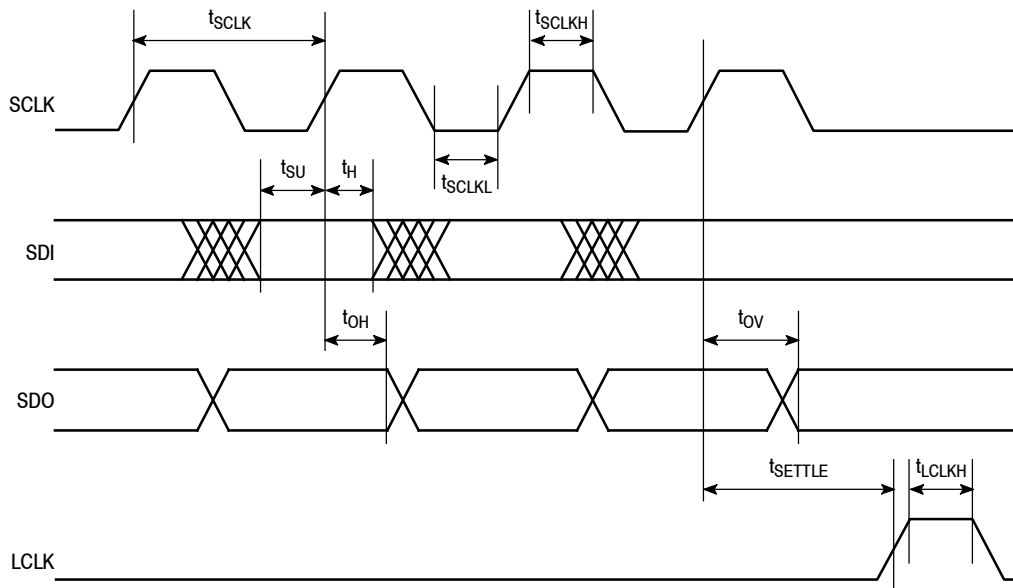 tSCLK
tSCLKH
SCLK
tSU
tH
tSCLKL
SDI
tOH
tOV
SDO
tSETTLE
tLCLKH
LCLK